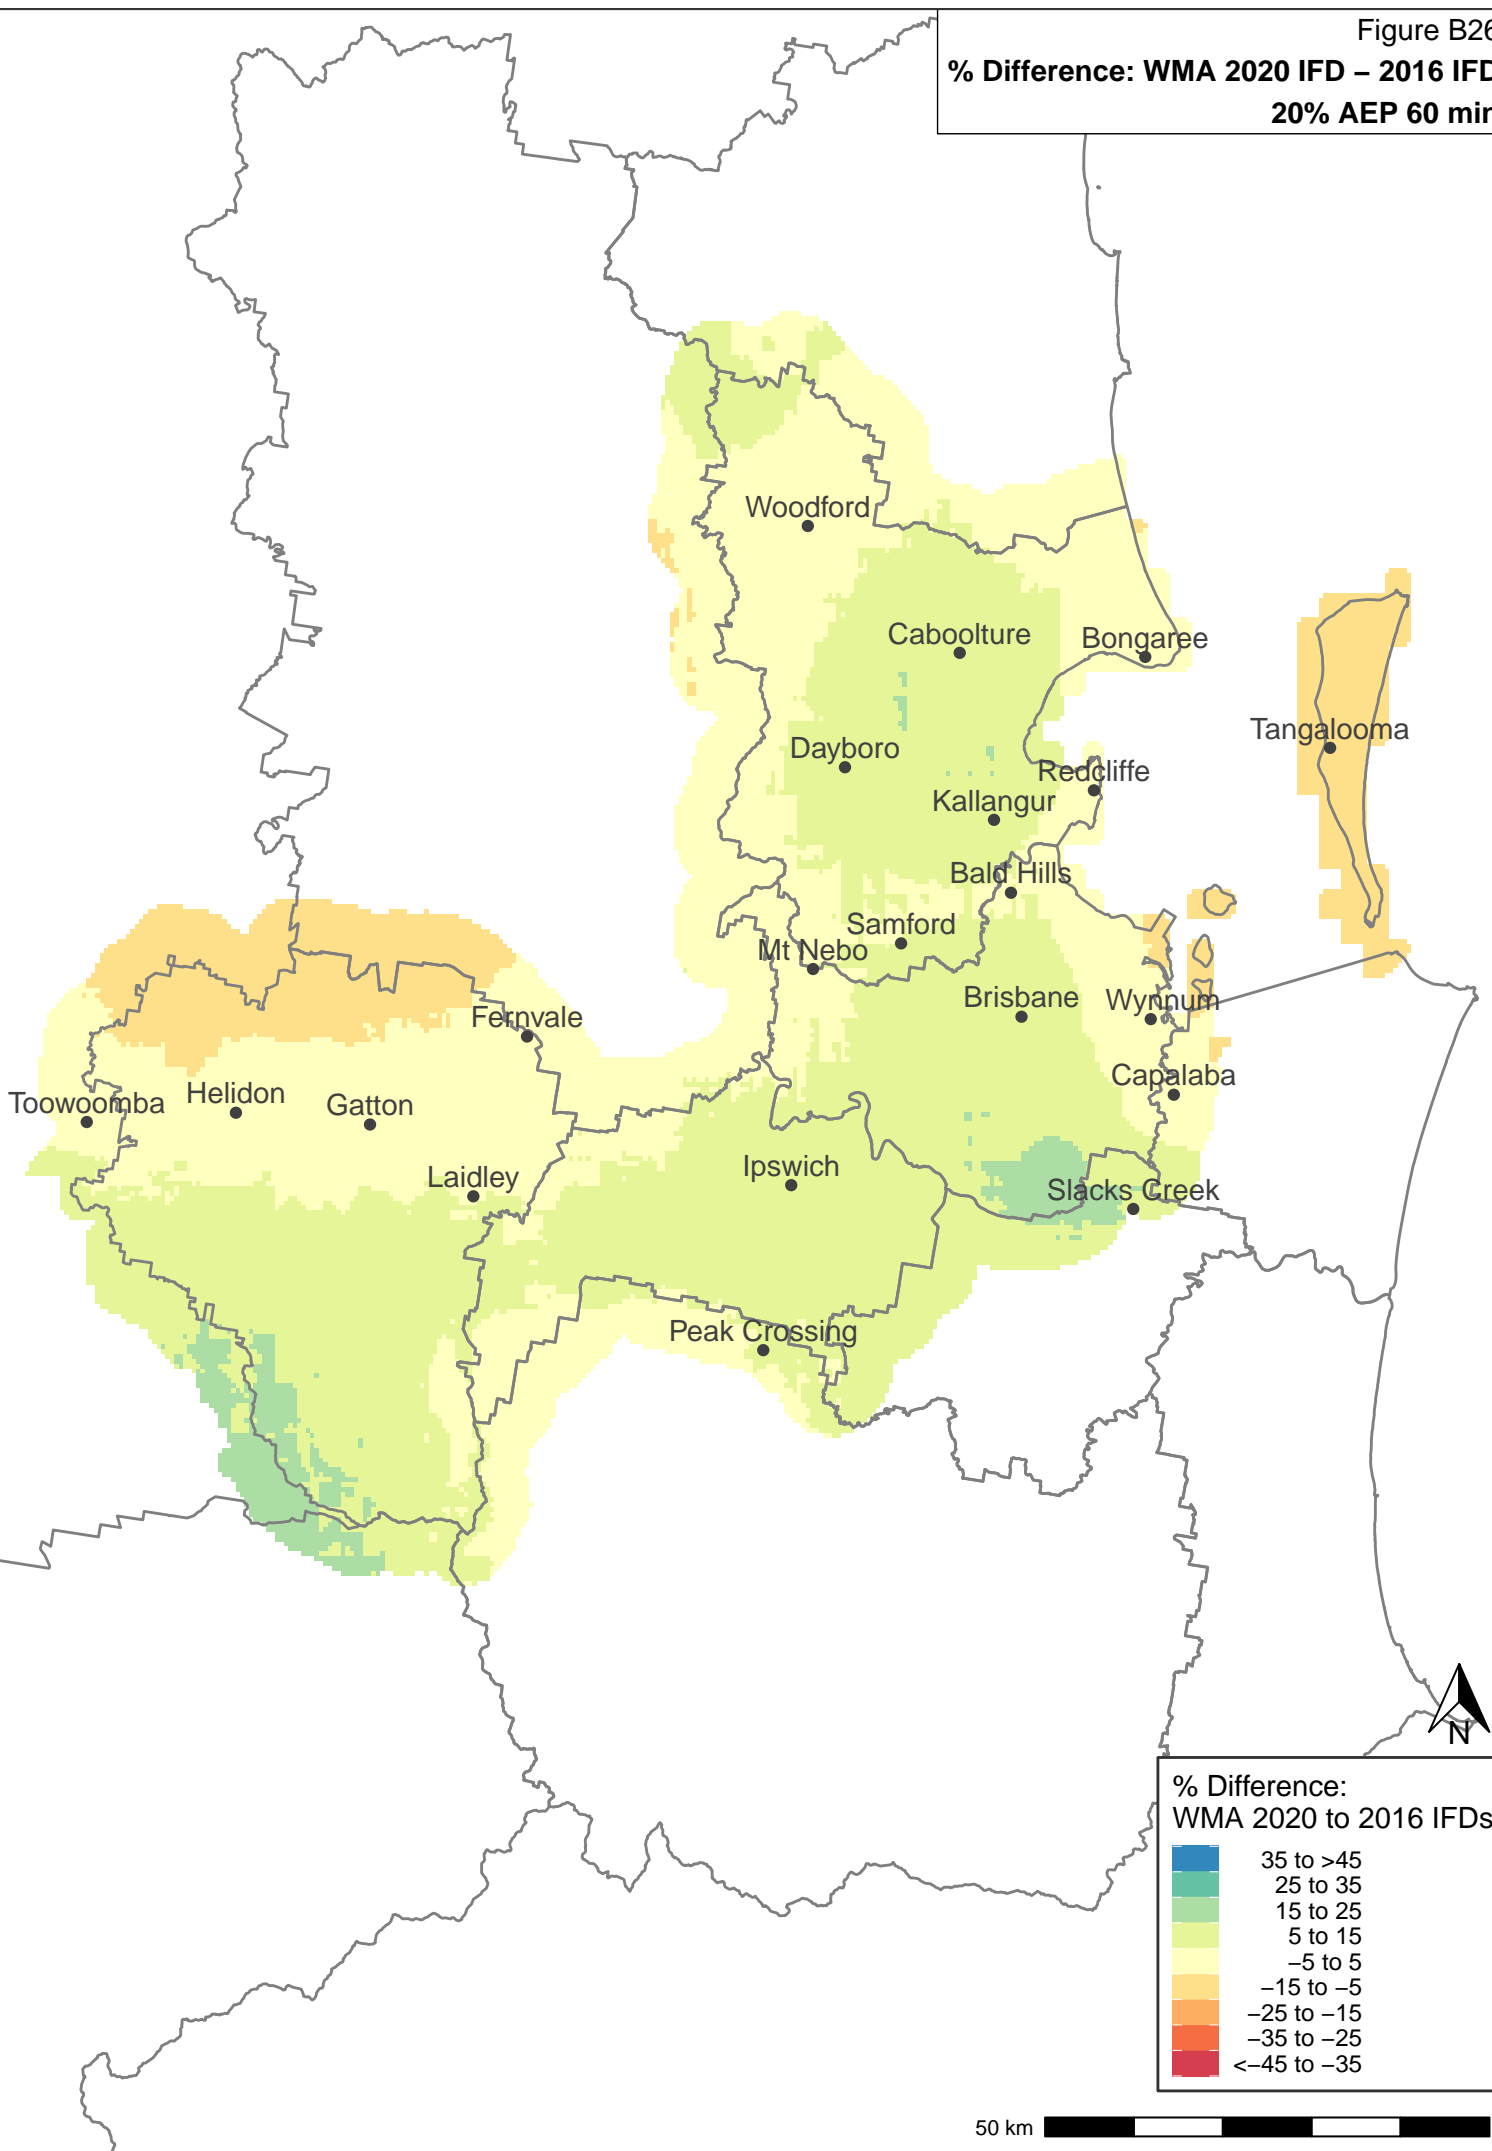 Figure B26
% Difference: WMA 2020 IFD – 2016 IFD
20% AEP 60 min
Woodford
Caboolture
Bongaree
Tangalooma
Dayboro
Redcliffe
Kallangur
Bald Hills
Samford
Mt Nebo
Brisbane
Wynnum
Fernvale
Capalaba
Toowoomba
Helidon
Gatton
Laidley
Ipswich
Slacks Creek
Peak Crossing
N
% Difference:
WMA 2020 to 2016 IFDs
35 to >45
25 to 35
15 to 25
5 to 15
−5 to 5
−15 to −5
−25 to −15
−35 to −25
<−45 to −35
50 km